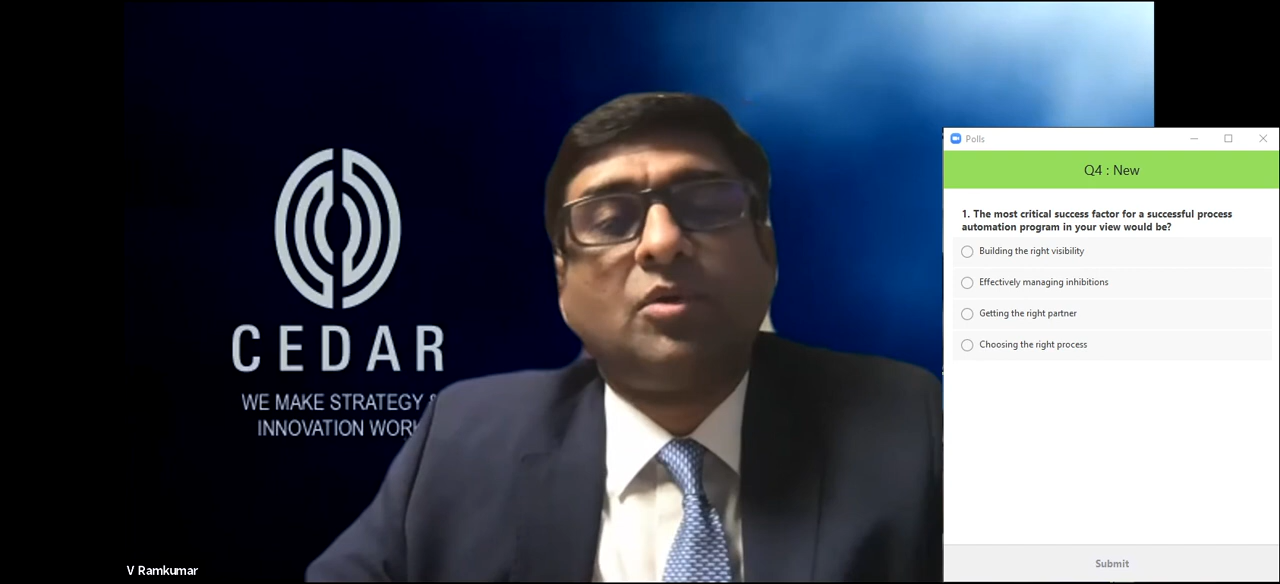 CEDAR
WE MAKE STRATEGY &
INNOVATION WORK
V Ramkumar
Polls
Q4 : New
1. The most critical success factor for a successful process
automation program in your view would be?
Building the right visibility
Effectively managing inhibitions
Getting the right partner
Choosing the right process
Submit